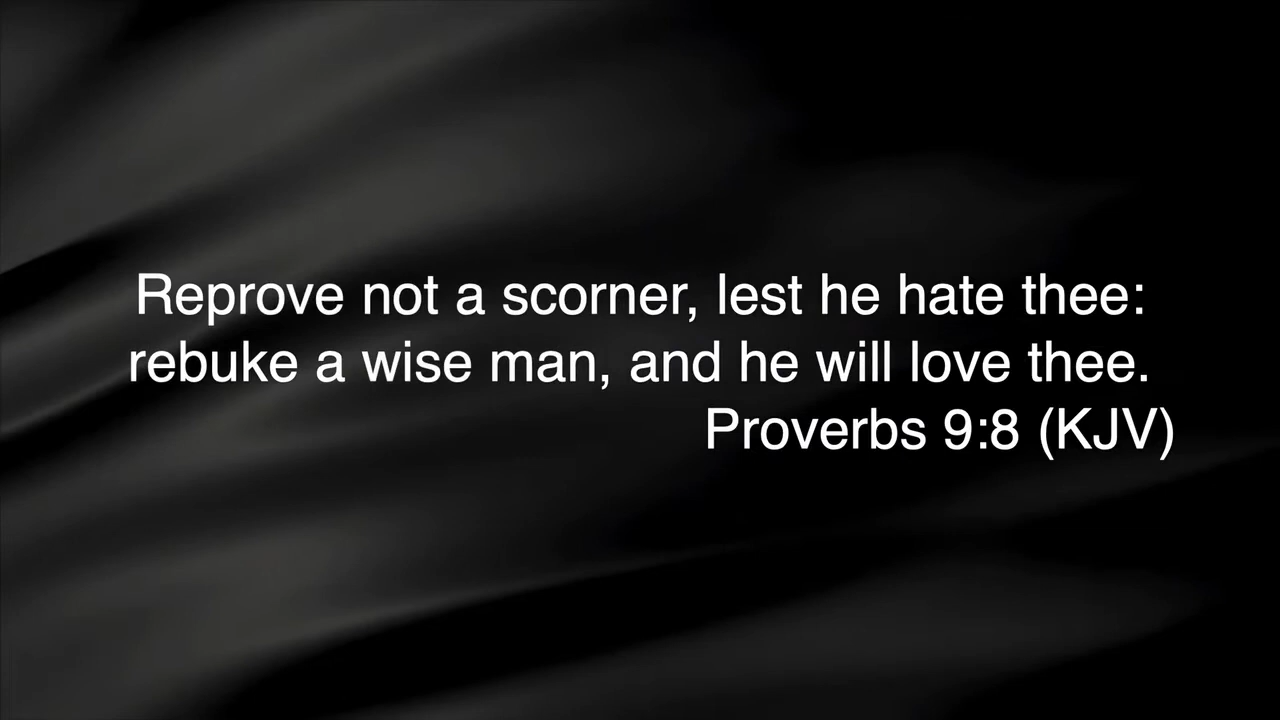 Reprove not a scorner, lest he hate thee:
rebuke a wise man, and he will love thee.
Proverbs 9:8 (KJV)